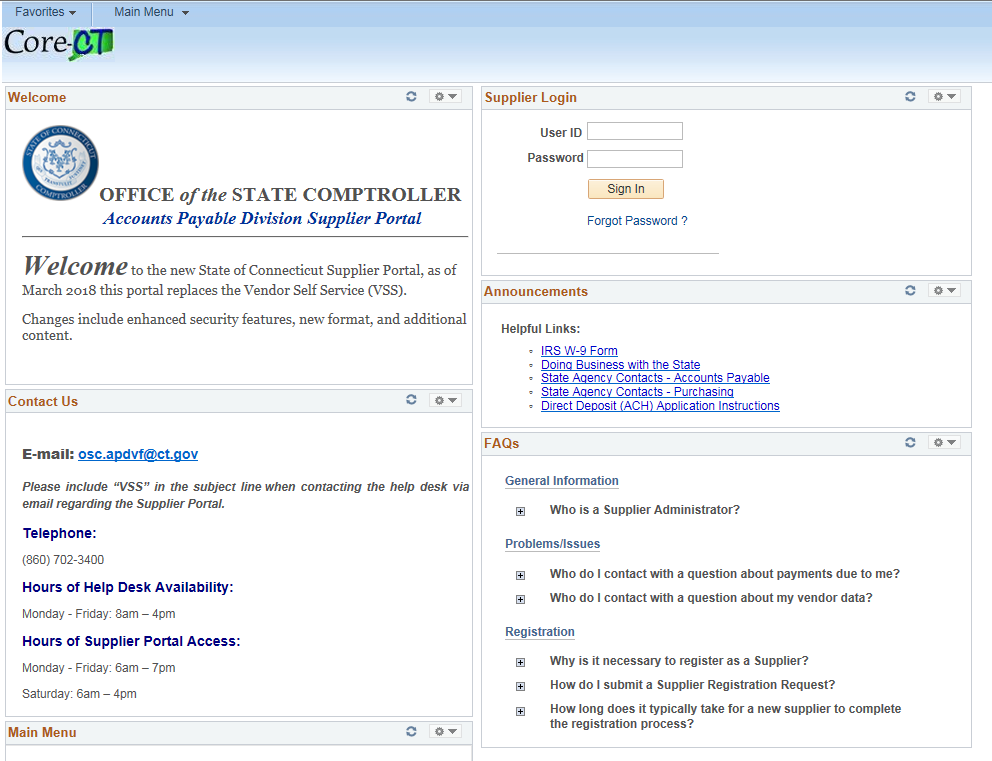 Favorites Main Menu
Core-CT
Welcome
STATE OF CONNECTICUT
COMPTROLLER
OFFICE of the STATE COMPTROLLER
Accounts Payable Division Supplier Portal
Welcome to the new State of Connecticut Supplier Portal, as of
March 2018 this portal replaces the Vendor Self Service (VSS).
Changes include enhanced security features, new format, and additional
content.
Contact Us
E-mail: osc.apdvf@ct.gov
Please include “VSS” in the subject line when contacting the help desk via
email regarding the Supplier Portal.
Telephone:
(860) 702-3400
Hours of Help Desk Availability:
Monday - Friday: 8am – 4pm
Hours of Supplier Portal Access:
Monday - Friday: 6am – 7pm
Saturday: 6am – 4pm
Main Menu
Supplier Login
User ID
Password
Sign In
Forgot Password ?
Announcements
Helpful Links:
IRS W-9 Form
Doing Business with the State
State Agency Contacts - Accounts Payable
State Agency Contacts - Purchasing
Direct Deposit (ACH) Application Instructions
FAQs
General Information
Who is a Supplier Administrator?
Problems/Issues
Who do I contact with a question about payments due to me?
Who do I contact with a question about my vendor data?
Registration
Why is it necessary to register as a Supplier?
How do I submit a Supplier Registration Request?
How long does it typically take for a new supplier to complete
the registration process?